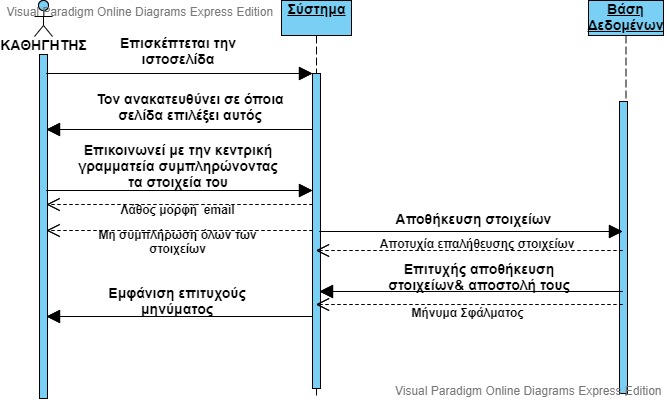 Visual Paradigm Online Diagrams Express Edition
Σύστημα
Βάση
Δεδομένων
ΚΑΘΗΓΗΤΗΣ
Επισκέπτεται την
ιστοσελίδα
Τον ανακατευθύνει σε όποια
σελίδα επιλέξει αυτός
Επικοινωνεί με την κεντρική
γραμματεία συμπληρώνοντας
τα στοιχεία του
Λάθος μορφή email
Μη συμπλήρωση όλων των
στοιχείων
Αποθήκευση στοιχείων
Αποτυχία επαλήθευσης στοιχείων
Επιτυχής αποθήκευση
στοιχείων& αποστολή τους
Μήνυμα Σφάλματος
Εμφάνιση επιτυχούς
μηνύματος
Visual Paradigm Online Diagrams Express Edition